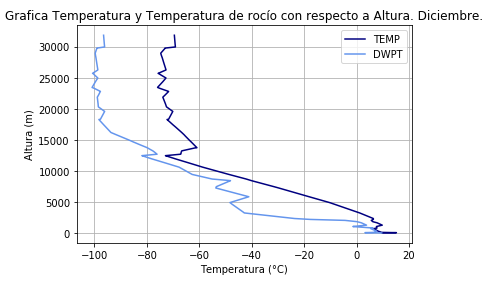 Grafica Temperatura y Temperatura de rocío con respecto a Altura. Diciembre.
TEMP
DWPT
Altura (m)
30000
25000
20000
15000
10000
5000
0
−100 −80 −60 −40 −20 0 20
Temperatura (°C)